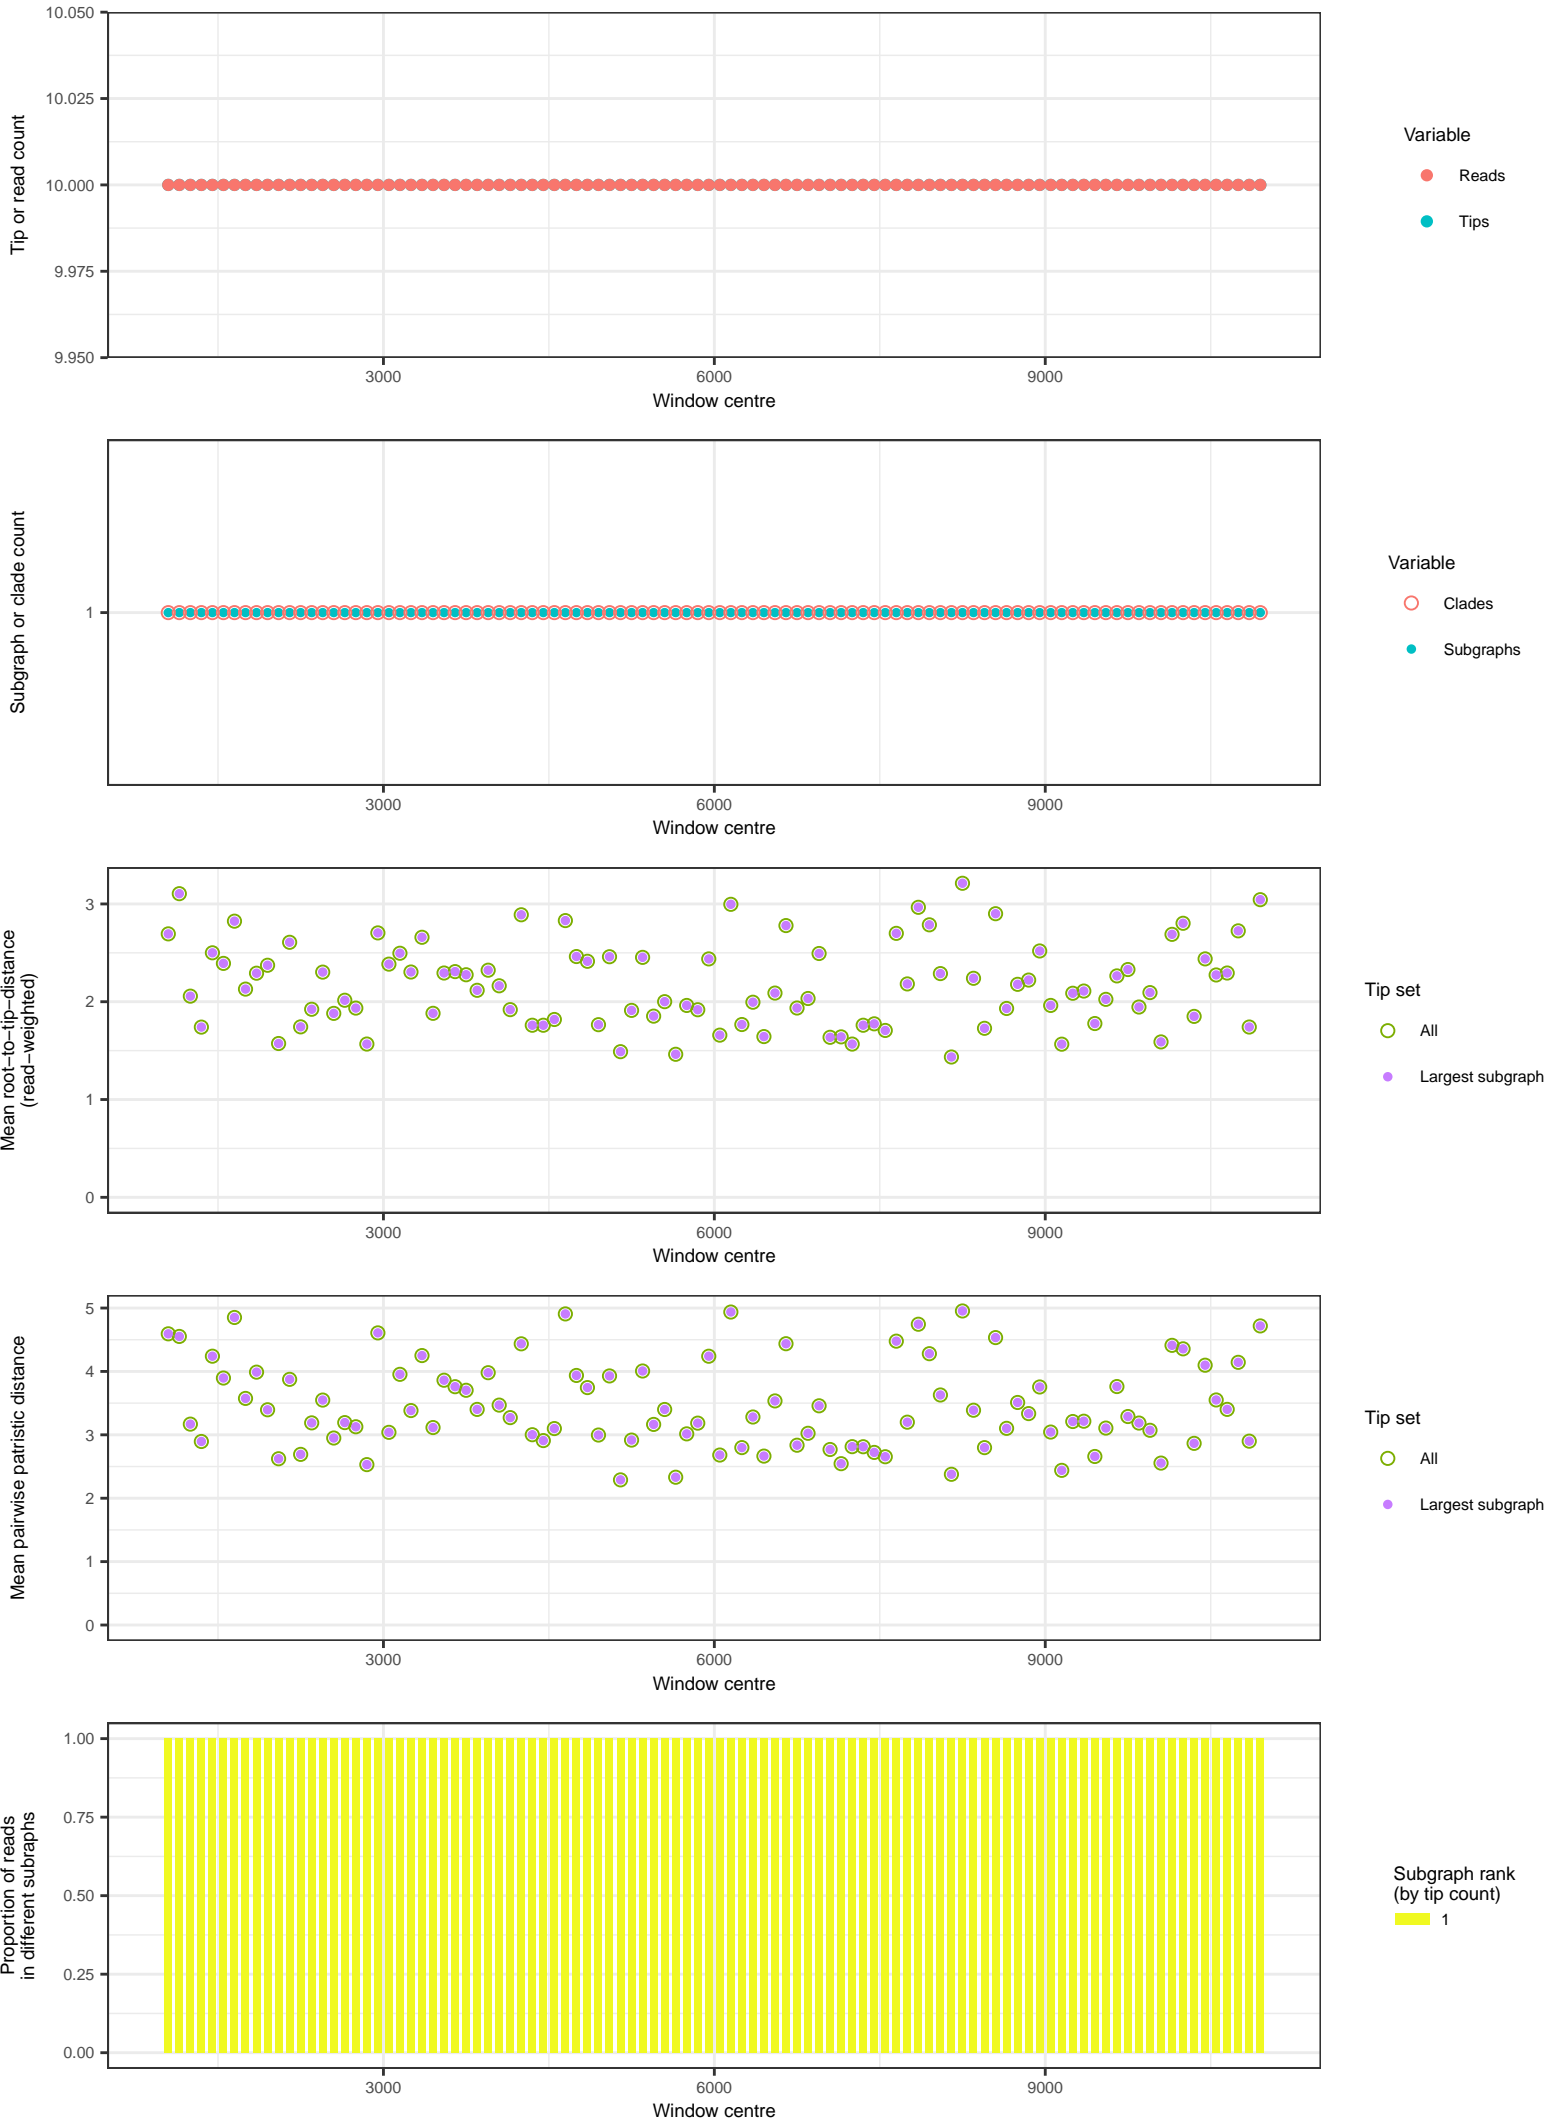 10.050
10.025
10.000
9.975
9.950
Tip or read count
3000
6000
9000
Window centre
Variable
Reads
Tips
1
Subgraph or clade count
3000
6000
9000
Window centre
Variable
Clades
Subgraphs
3
2
1
0
Mean root−to−tip−distance
(read−weighted)
3000
6000
9000
Window centre
Tip set
All
Largest subgraph
5
4
3
2
1
0
Mean pairwise patristic distance
3000
6000
9000
Window centre
Tip set
All
Largest subgraph
1.00
0.75
0.50
0.25
0.00
Proportion of reads
in different subraphs
3000
6000
9000
Window centre
Subgraph rank
(by tip count)
1